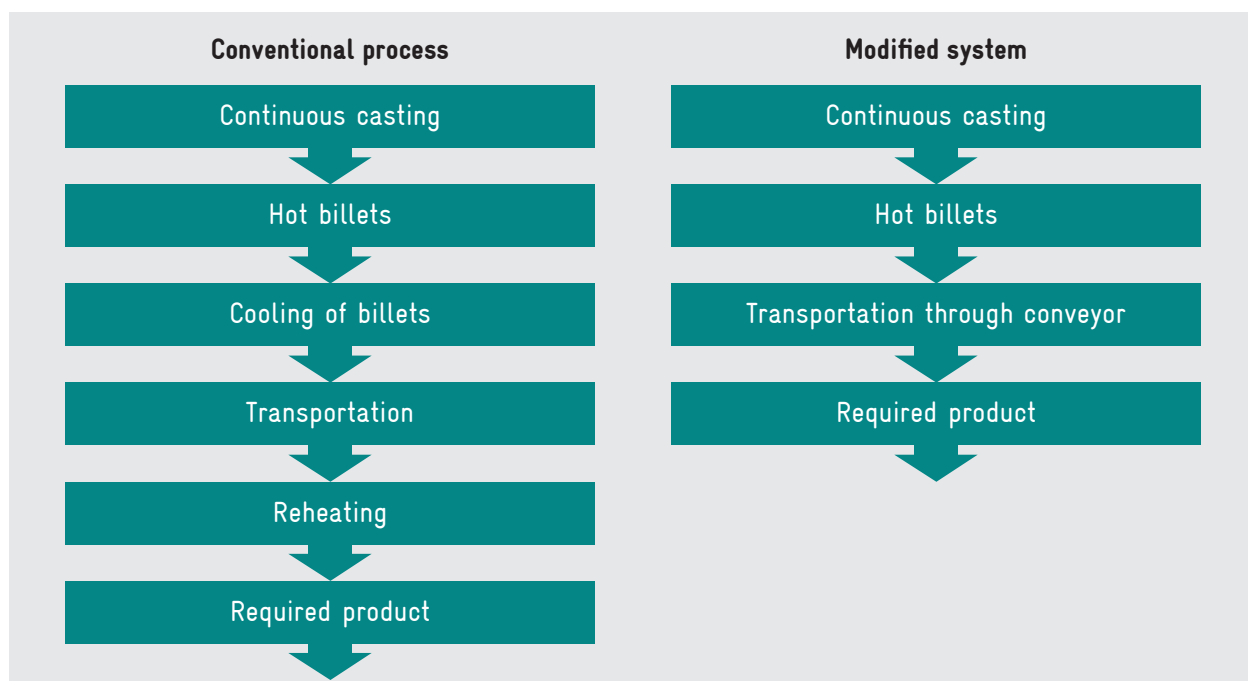 Conventional process
Continuous casting
Hot billets
Cooling of billets
Transportation
Reheating
Required product
Modified system
Continuous casting
Hot billets
Transportation through conveyor
Required product